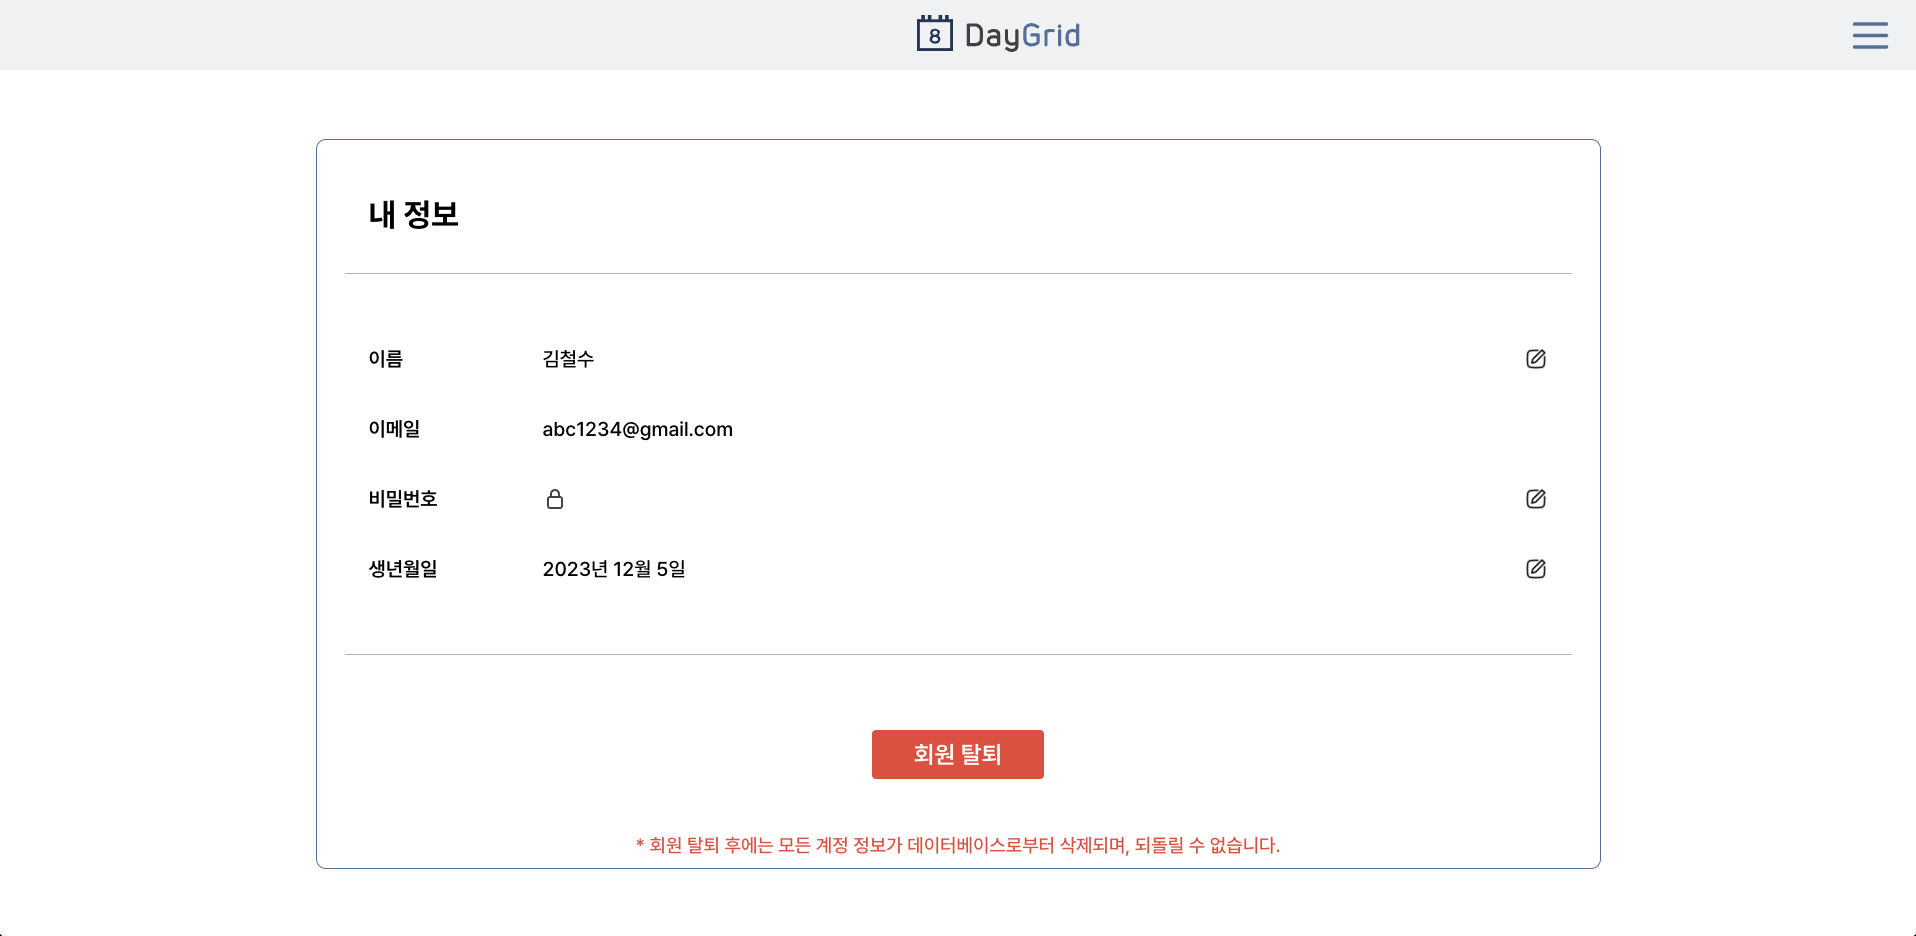 8 DayGrid
내 정보
이름 김철수
이메일 abc1234@gmail.com
비밀번호
생년월일 2023년 12월 5일
회원 탈퇴
* 회원 탈퇴 후에는 모든 계정 정보가 데이터베이스로부터 삭제되며, 되돌릴 수 없습니다.